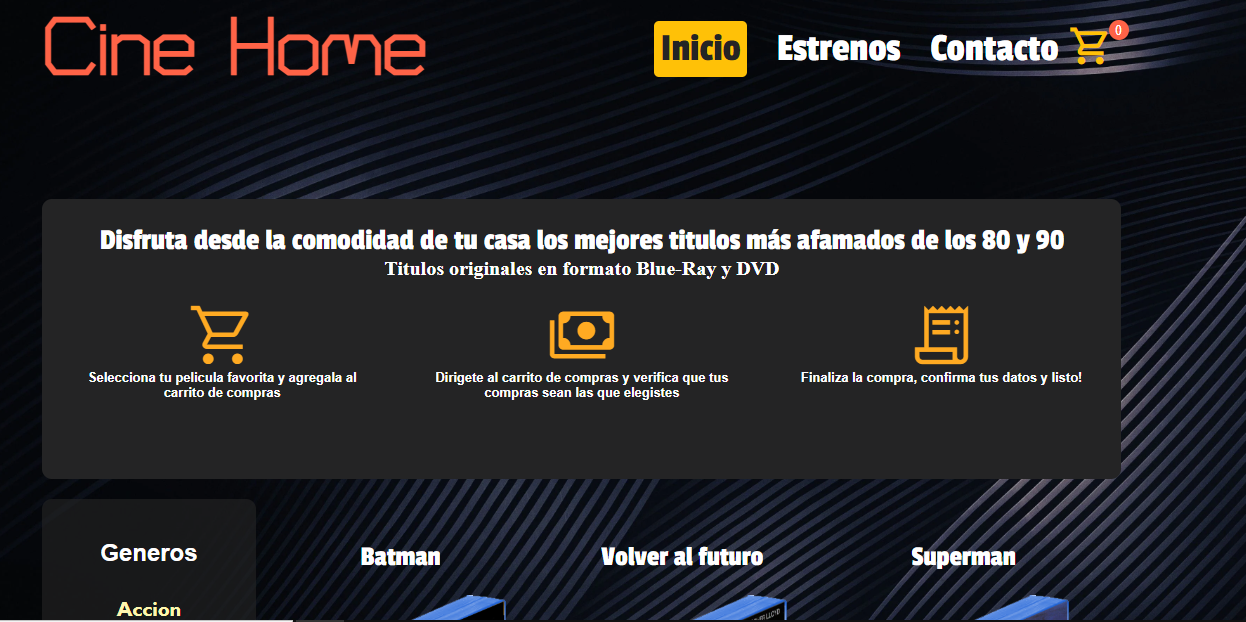 Cine Home
Inicio
Estrenos
Contacto
0
Disfruta desde la comodidad de tu casa los mejores titulos más afamados de los 80 y 90
Titulos originales en formato Blue-Ray y DVD
Selecciona tu pelicula favorita y agregala al
carrito de compras
Dirigete al carrito de compras y verifica que tus
compras sean las que elegistes
Finaliza la compra, confirma tus datos y listo!
Generos
Accion
Batman
Volver al futuro
Superman